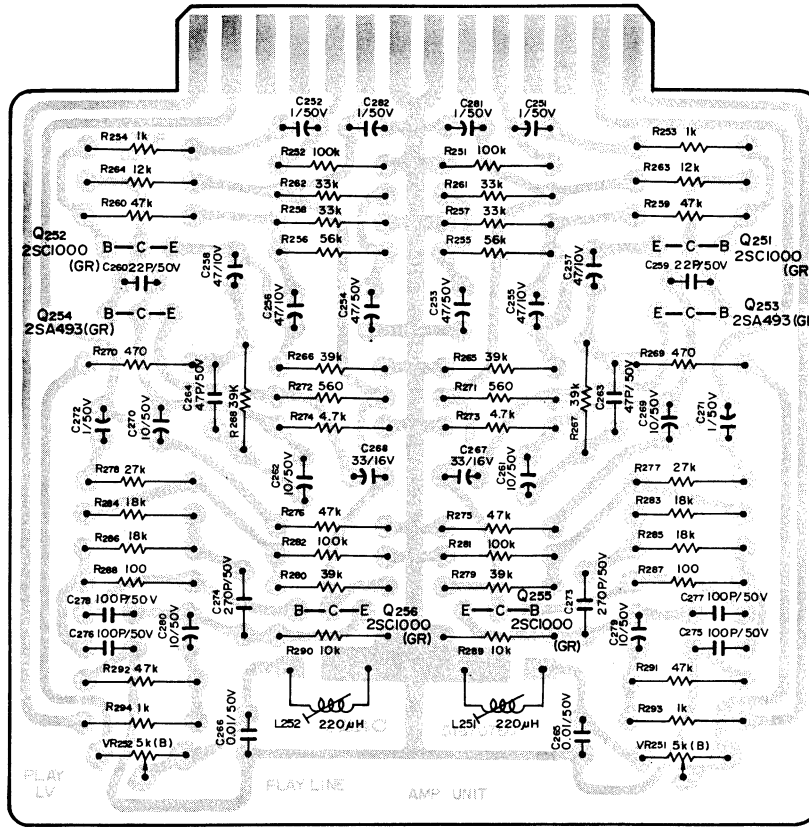 C252 1/50V
C282 1/50V
C281 1/50V
C251 1/50V
R254 1k
R253 1k
R252 100k
R251 100k
R264 12k
R263 12k
R262 33k
R261 33k
R260 47k
R259 47k
R258 33k
R257 33k
Q252 2SC1000 (GR)
B C E
R256 56k
R255 56k
E C B
Q251 2SC1000 (GR)
C260 22P/50V
C258 47/10V
C257 47/10V
C259 22P/50V
Q254 2SA493(GR)
B C E
C256 47/10V
C254 47/50V
C253 47/50V
C255 47/10V
E C B
Q253 2SA493(GR
R270 470
R266 39k
R265 39k
R269 470
C264 47P/50V
R268 39K
R272 560
R271 560
R267 39k
C263 47P/50V
C272 1/50V
C270 10/50V
R274 4.7k
R273 4.7k
C269 10/50V
C271 1/50V
C262 10/50V
C268 33/16V
C267 33/16V
C261 10/50V
R278 27k
R277 27k
R284 18k
R283 18k
R276 47k
R275 47k
R286 18k
R282 100k
R281 100k
R285 18k
R288 100
R280 39k
R279 39k
R287 100
C278 100P/50V
C280 10/50V
C274 270P/50V
B C E
Q256 2SC1000 (GR)
E C B
Q255 2SC1000 (GR)
C273 270P/50V
C279 10/50V
C277 100P/50V
C276 100P/50V
C275 100P/50V
R290 10k
R289 10k
R292 47k
R291 47k
L252 220μH
L251 220μH
R294 1k
C266 0.01/50V
C265 0.01/50V
R293 1k
VR252 5k(B)
VR251 5k(B)
PLAY LV
PLAY LINE
AMP UNIT